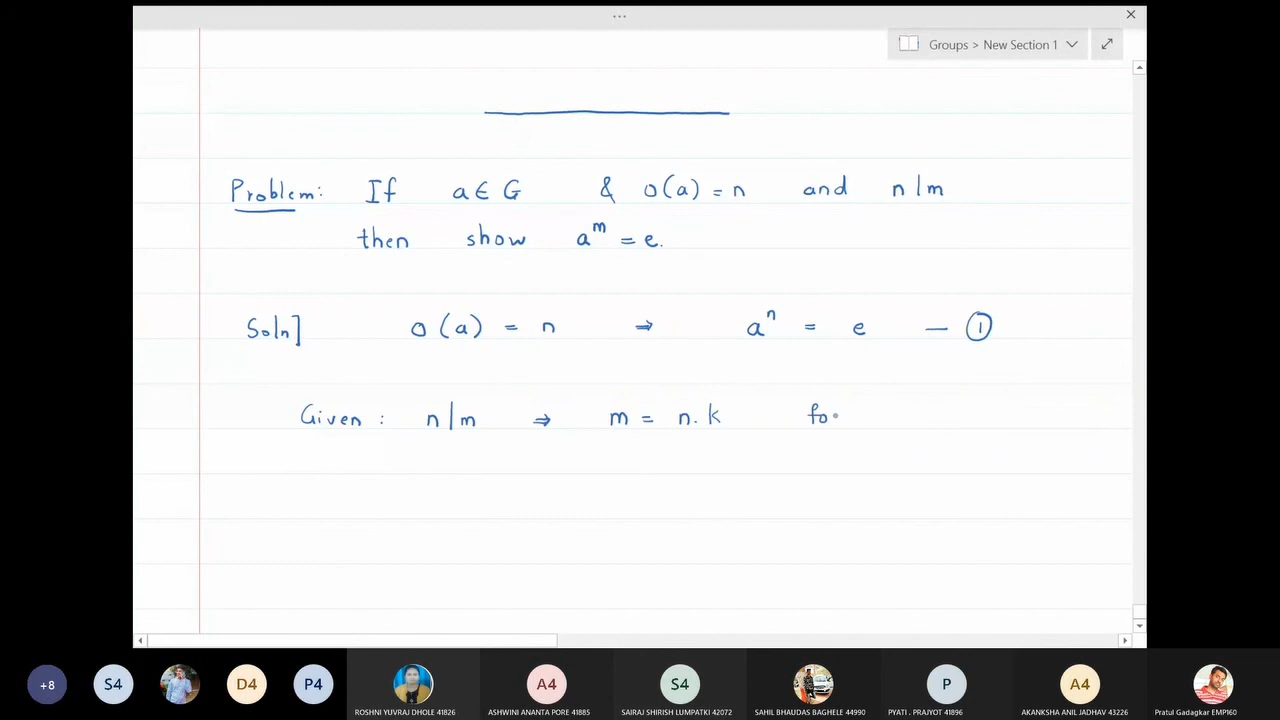 Groups > New Section 1
Problem: If a ∈ G & o(a) = n and n|m
then show a^m = e.
Soln] o(a) = n ⇒ a^n = e — ①
Given : n|m ⇒ m = n.k fo
+8 S4 D4 P4 A4 S4 P A4
ROSHNI YUVRAJ DHOLE 41826 ASHWINI ANANTA PORE 41885 SAIRAJ SHIRISH LUMPATKI 42072 SAHIL BHAUDAS BAGHELE 44990 PYATI . PRAJYOT 41896 AKANKSHA ANIL JADHAV 43226 Pratul Gadagkar EMP160